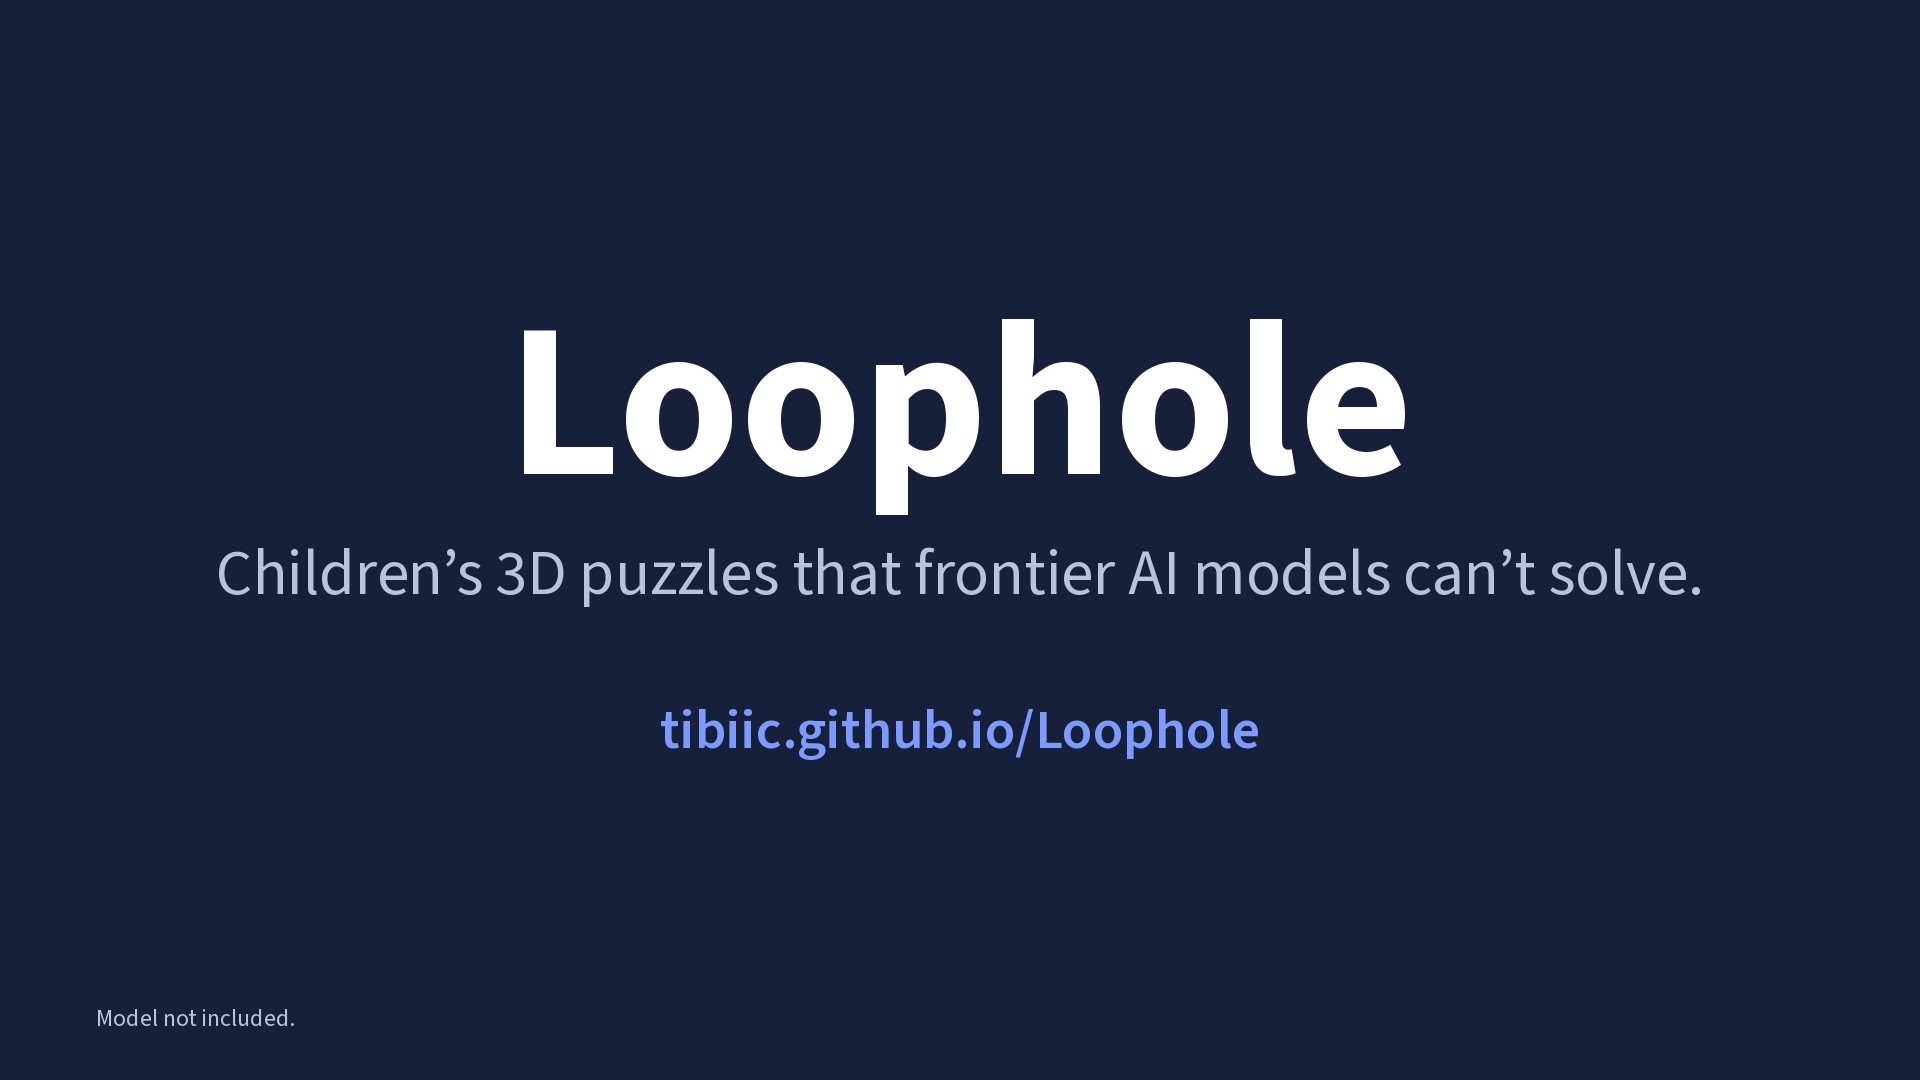 Loophole
Children’s 3D puzzles that frontier AI models can’t solve.
tibiic.github.io/Loophole
Model not included.